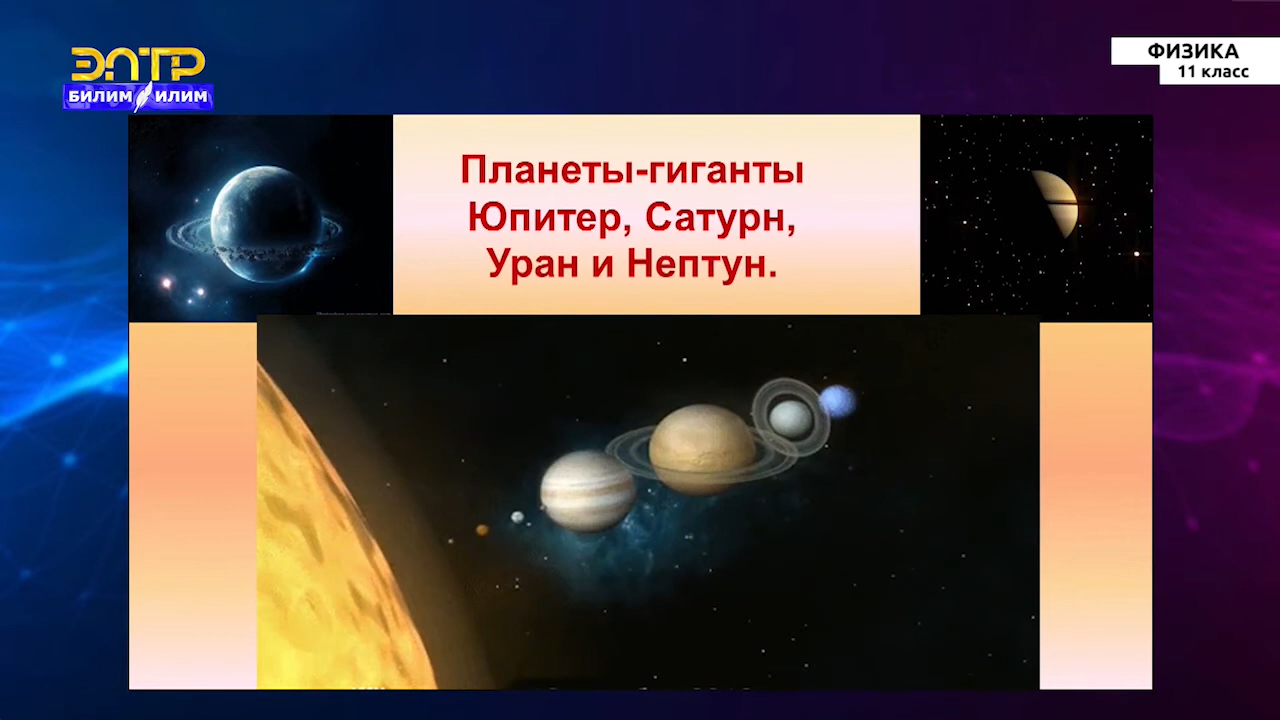 ЭЛТР
БИЛИМ ИЛИМ
ФИЗИКА
11 класс
Планеты-гиганты
Юпитер, Сатурн,
Уран и Нептун.